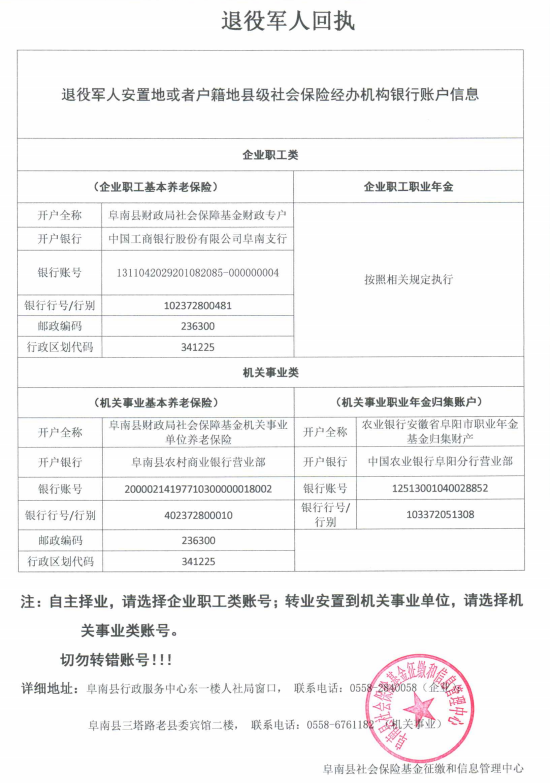 退役军人回执
退役军人安置地或者户籍地县级社会保险经办机构银行账户信息
企业职工类
（企业职工基本养老保险） 企业职工职业年金
开户全称 阜南县财政局社会保障基金财政专户
开户银行 中国工商银行股份有限公司阜南支行
银行账号 1311042029201082085-000000004
按照相关规定执行
银行行号/行别 102372800481
邮政编码 236300
行政区划代码 341225
机关事业类
（机关事业基本养老保险） （机关事业职业年金归集账户）
开户全称 阜南县财政局社会保障基金机关事业
单位养老保险
开户全称 农业银行安徽省阜阳市职业年金
基金归集财产
开户银行 阜南县农村商业银行营业部 开户银行 中国农业银行阜阳分行营业部
银行账号 20000214197710300000018002 银行账号 12513001040028852
银行行号/行别 402372800010
银行行号/
行别
103372051308
邮政编码 236300
行政区划代码 341225
注：自主择业，请选择企业职工类账号；转业安置到机关事业单位，请选择机
关事业类账号。
切勿转错账号!!!
详细地址：阜南县行政服务中心东一楼人社局窗口， 联系电话：0558-2640058（企业）
阜南县三塔路老县委宾馆二楼， 联系电话：0558-6761182（机关事业）
阜南县社会保险基金征缴和信息管理中心
阜南县社会保险基金征缴和信息管理中心